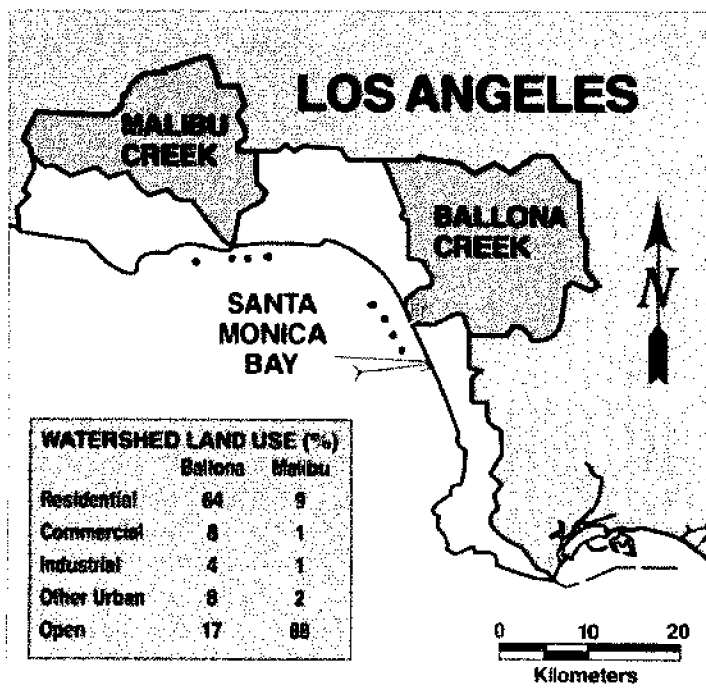 LOS ANGELES
MALIBU
CREEK
BALLONA
CREEK
N
SANTA
MONICA
BAY
WATERSHED LAND USE (%)
Ballona Malibu
Residential 64 9
Commercial 8 1
Industrial 4 1
Other Urban 8 2
Open 17 88
0 10 20
Kilometers